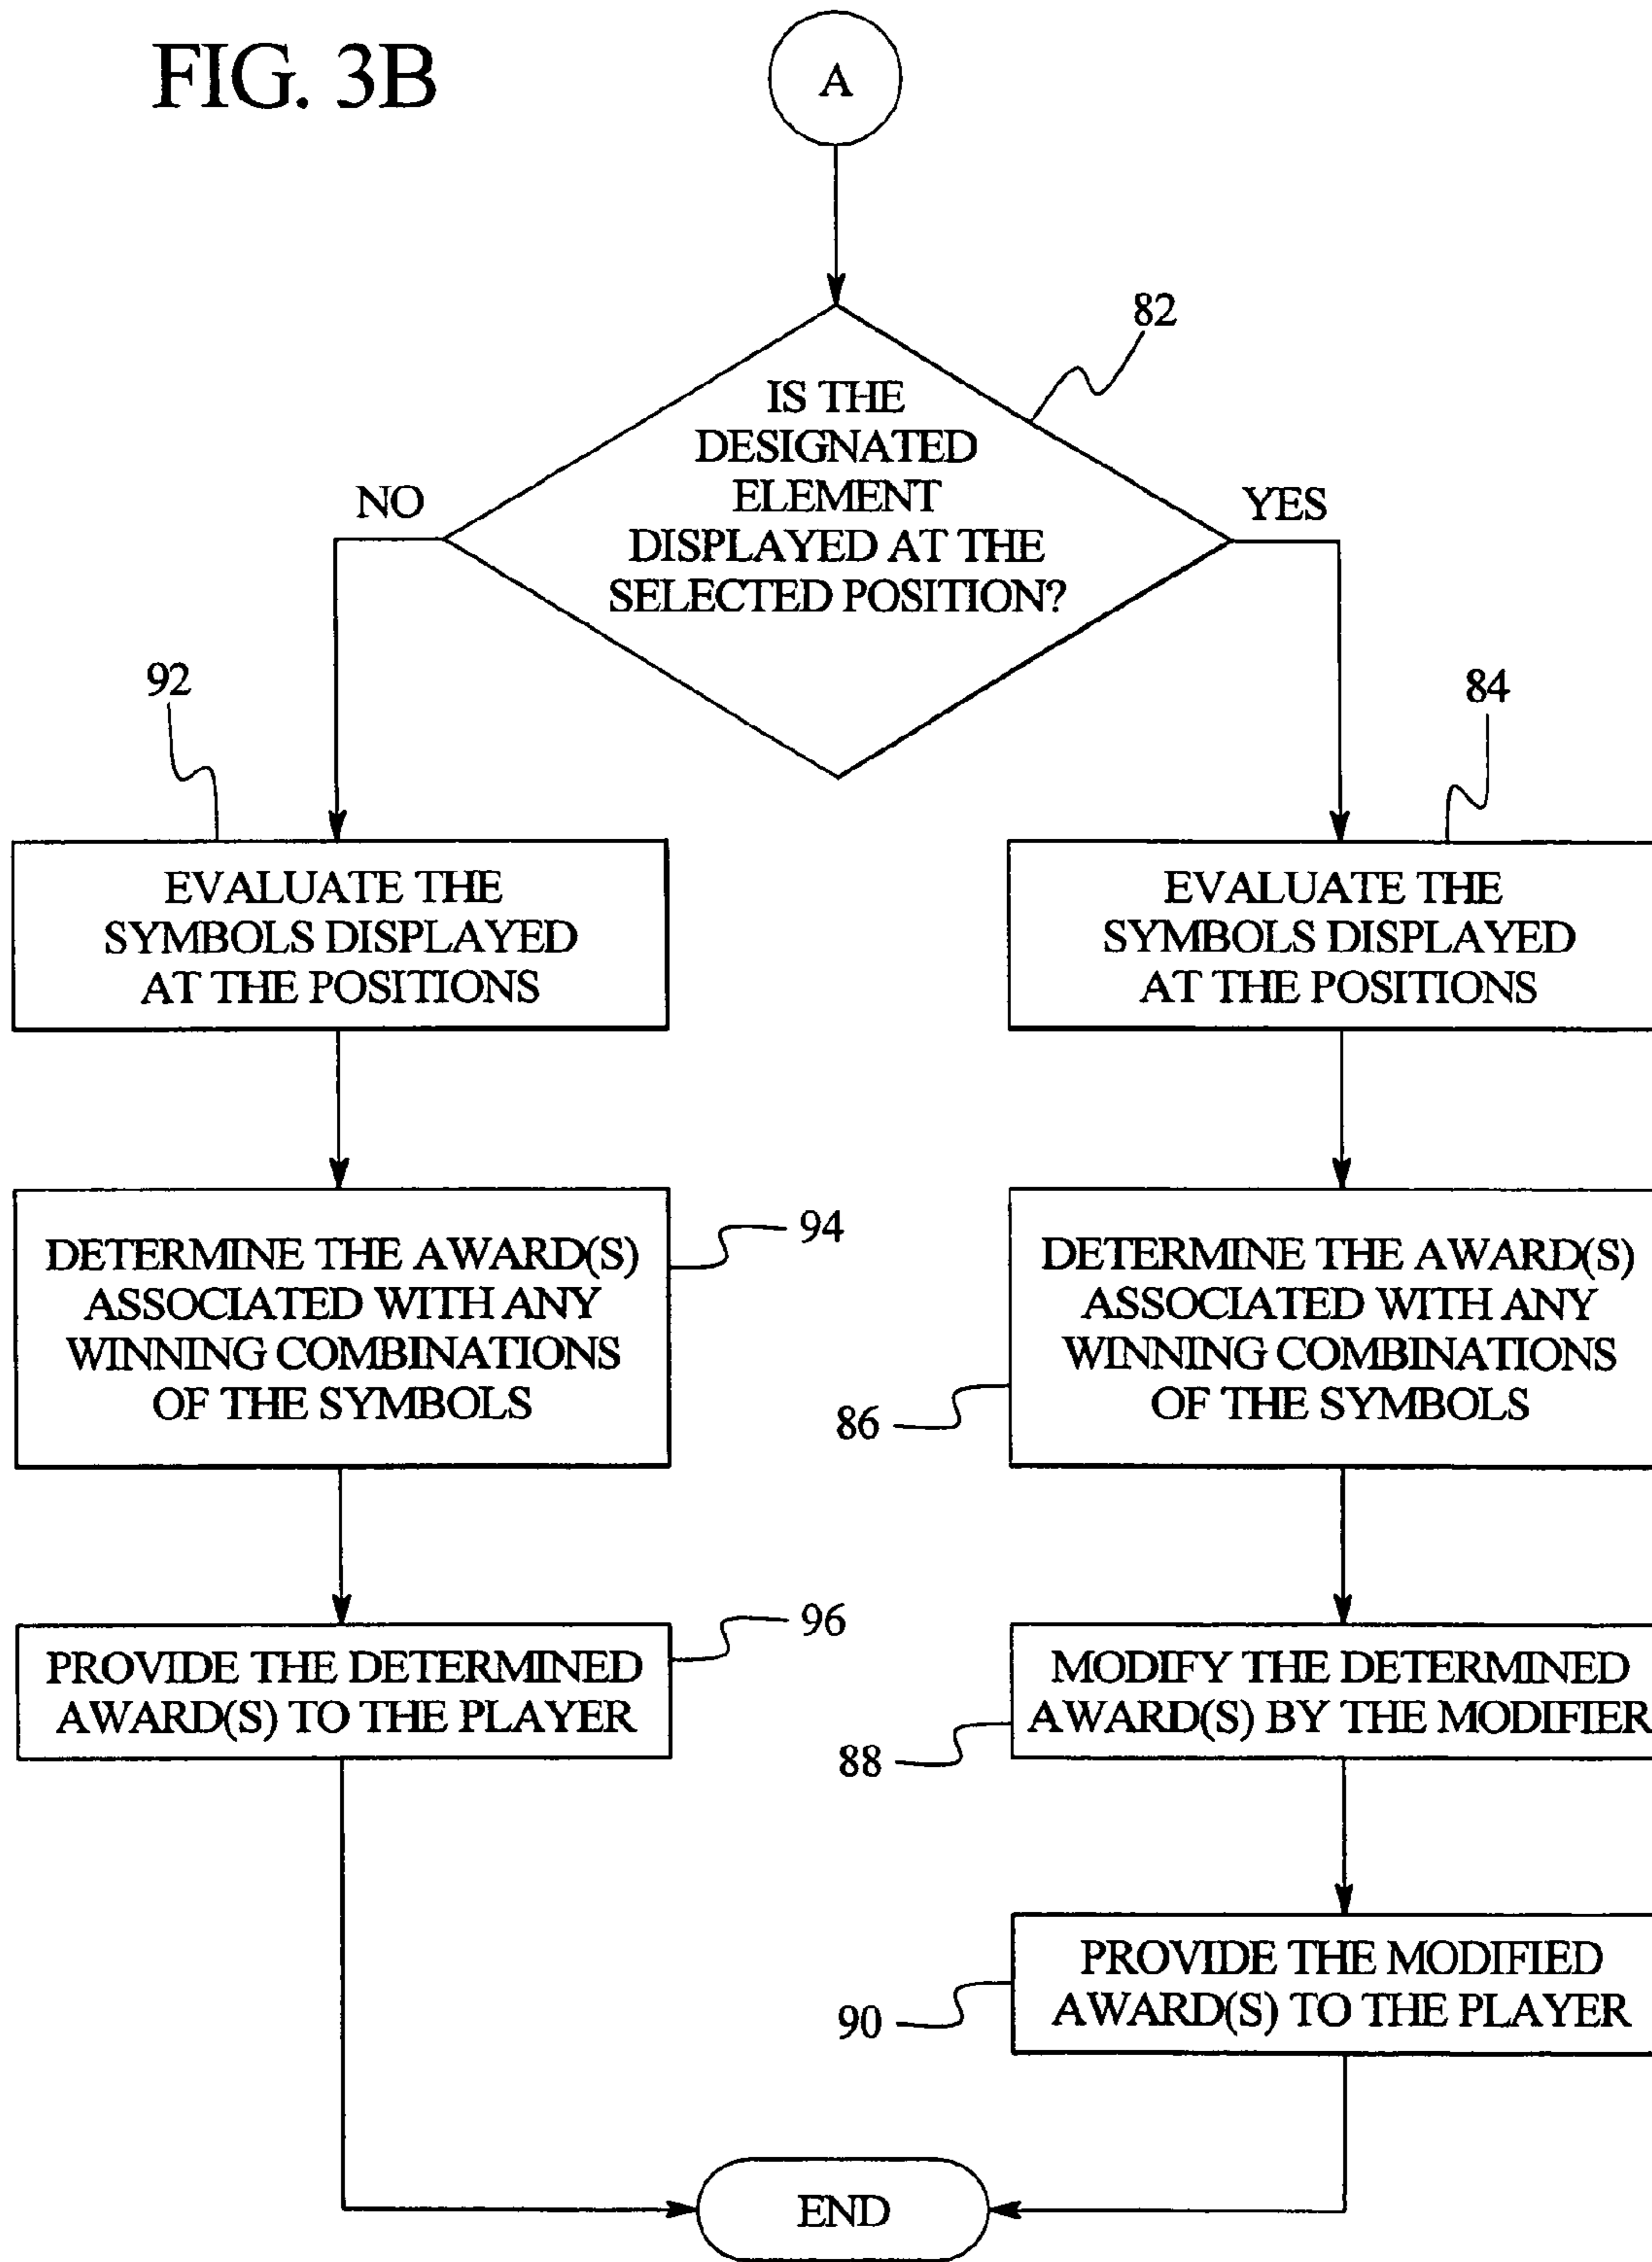 FIG. 3B
A
82
IS THE
DESIGNATED
ELEMENT
DISPLAYED AT THE
SELECTED POSITION?
NO
YES
92
84
EVALUATE THE
SYMBOLS DISPLAYED
AT THE POSITIONS
EVALUATE THE
SYMBOLS DISPLAYED
AT THE POSITIONS
DETERMINE THE AWARD(S)
ASSOCIATED WITH ANY
WINNING COMBINATIONS
OF THE SYMBOLS
94
DETERMINE THE AWARD(S)
ASSOCIATED WITH ANY
WINNING COMBINATIONS
OF THE SYMBOLS
86
PROVIDE THE DETERMINED
AWARD(S) TO THE PLAYER
96
MODIFY THE DETERMINED
AWARD(S) BY THE MODIFIER
88
PROVIDE THE MODIFIED
AWARD(S) TO THE PLAYER
90
END